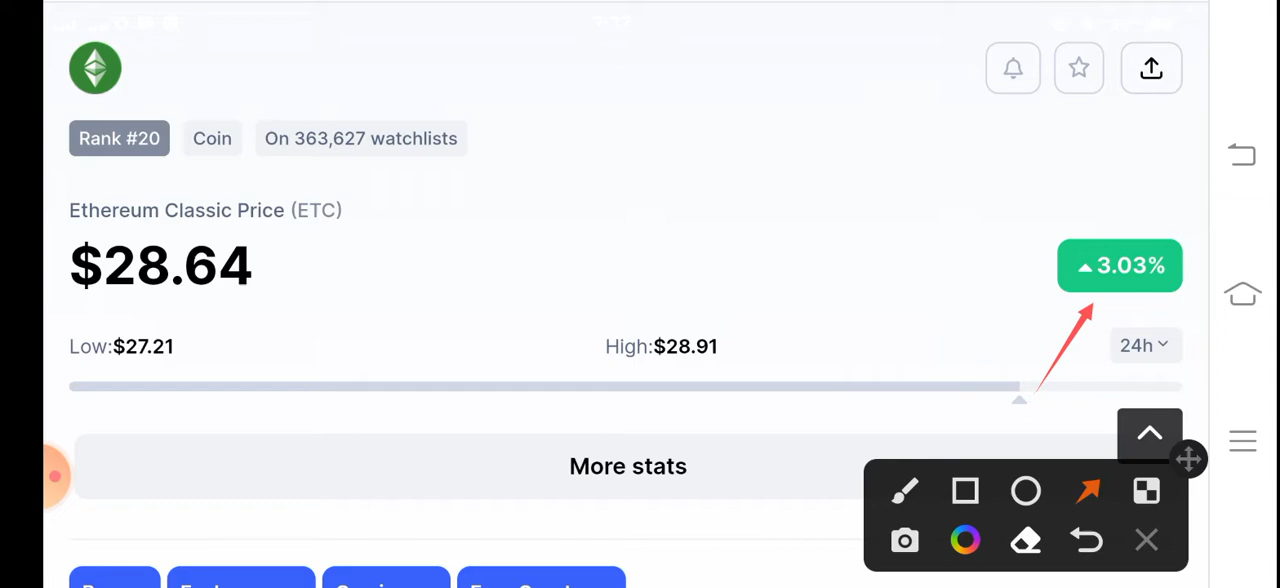 Rank #20 Coin On 363,627 watchlists
Ethereum Classic Price (ETC)
$28.64 3.03%
Low:$27.21 High:$28.91 24h
More stats